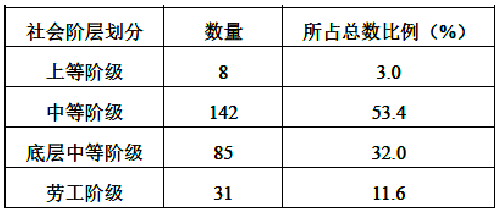 社会阶层划分 数量 所占总数比例（%）
上等阶级 8 3.0
中等阶级 142 53.4
底层中等阶级 85 32.0
劳工阶级 31 11.6